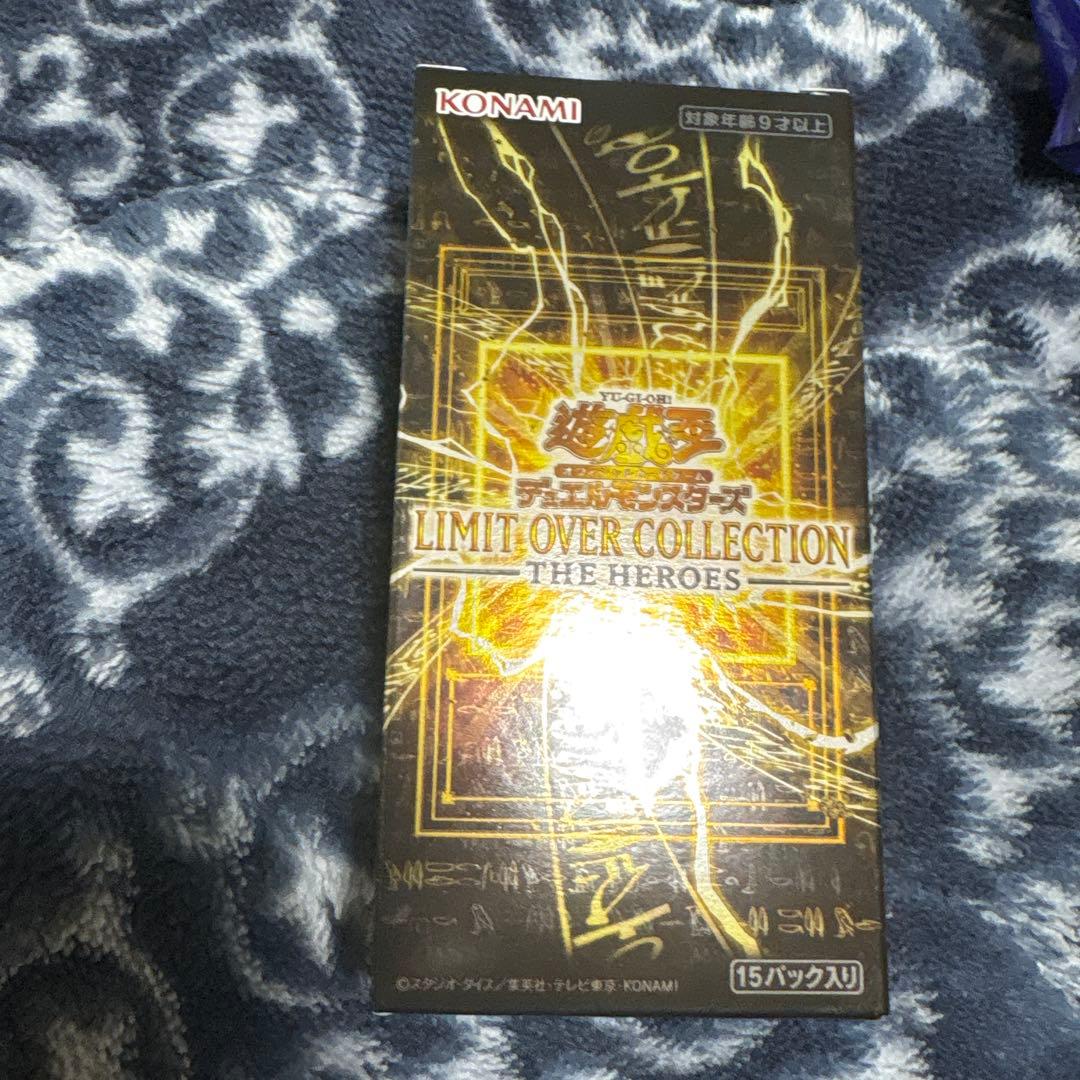 KONAMI
対象年齢9才以上
YU-GI-OH!
遊戯王
デュエルモンスターズ
LIMIT OVER COLLECTION
THE HEROES
15パック入り
©スタジオ・ダイス/集英社・テレビ東京・KONAMI